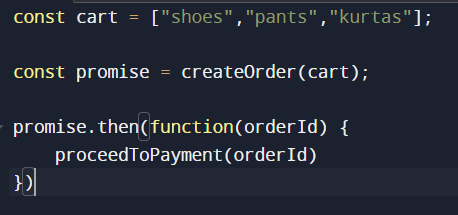 const cart = ["shoes","pants","kurtas"];
const promise = createOrder(cart);
promise.then(function(orderId) {
proceedToPayment(orderId)
})